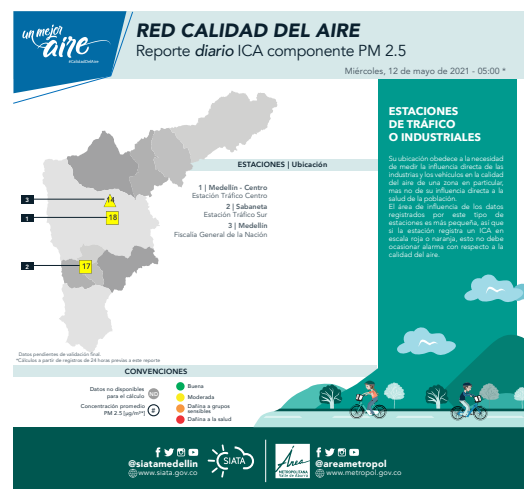 un mejor
aire
#CalidadDelAire
RED CALIDAD DEL AIRE
Reporte diario ICA componente PM 2.5
Miércoles, 12 de mayo de 2021 - 05:00 *
ESTACIONES | Ubicación
1 | Medellín - Centro
Estación Tráfico Centro
2 | Sabaneta
Estación Tráfico Sur
3 | Medellín
Fiscalía General de la Nación
3
14
1
18
2
17
ESTACIONES
DE TRÁFICO
O INDUSTRIALES
Su ubicación obedece a la necesidad
de medir la influencia directa de las
industrias y los vehículos en la calidad
del aire de una zona en particular,
mas no de su influencia directa a la
salud de la población.
El área de influencia de los datos
registrados por este tipo de
estaciones es más pequeña, así que
si la estación registra un ICA en
escala roja o naranja, esto no debe
ocasionar alarma con respecto a la
calidad del aire.
Datos pendientes de validación final.
*Cálculos a partir de registros de 24 horas previas a este reporte
CONVENCIONES
Datos no disponibles
para el cálculo
ND
Concentración promedio
PM 2.5 (µg/m³)
#
Buena
Moderada
Dañina a grupos
sensibles
Dañina a la salud
@siatamedellin
www.siata.gov.co
SIATA
Área
METROPOLITANA
Valle de Aburrá
@areametropol
www.metropol.gov.co